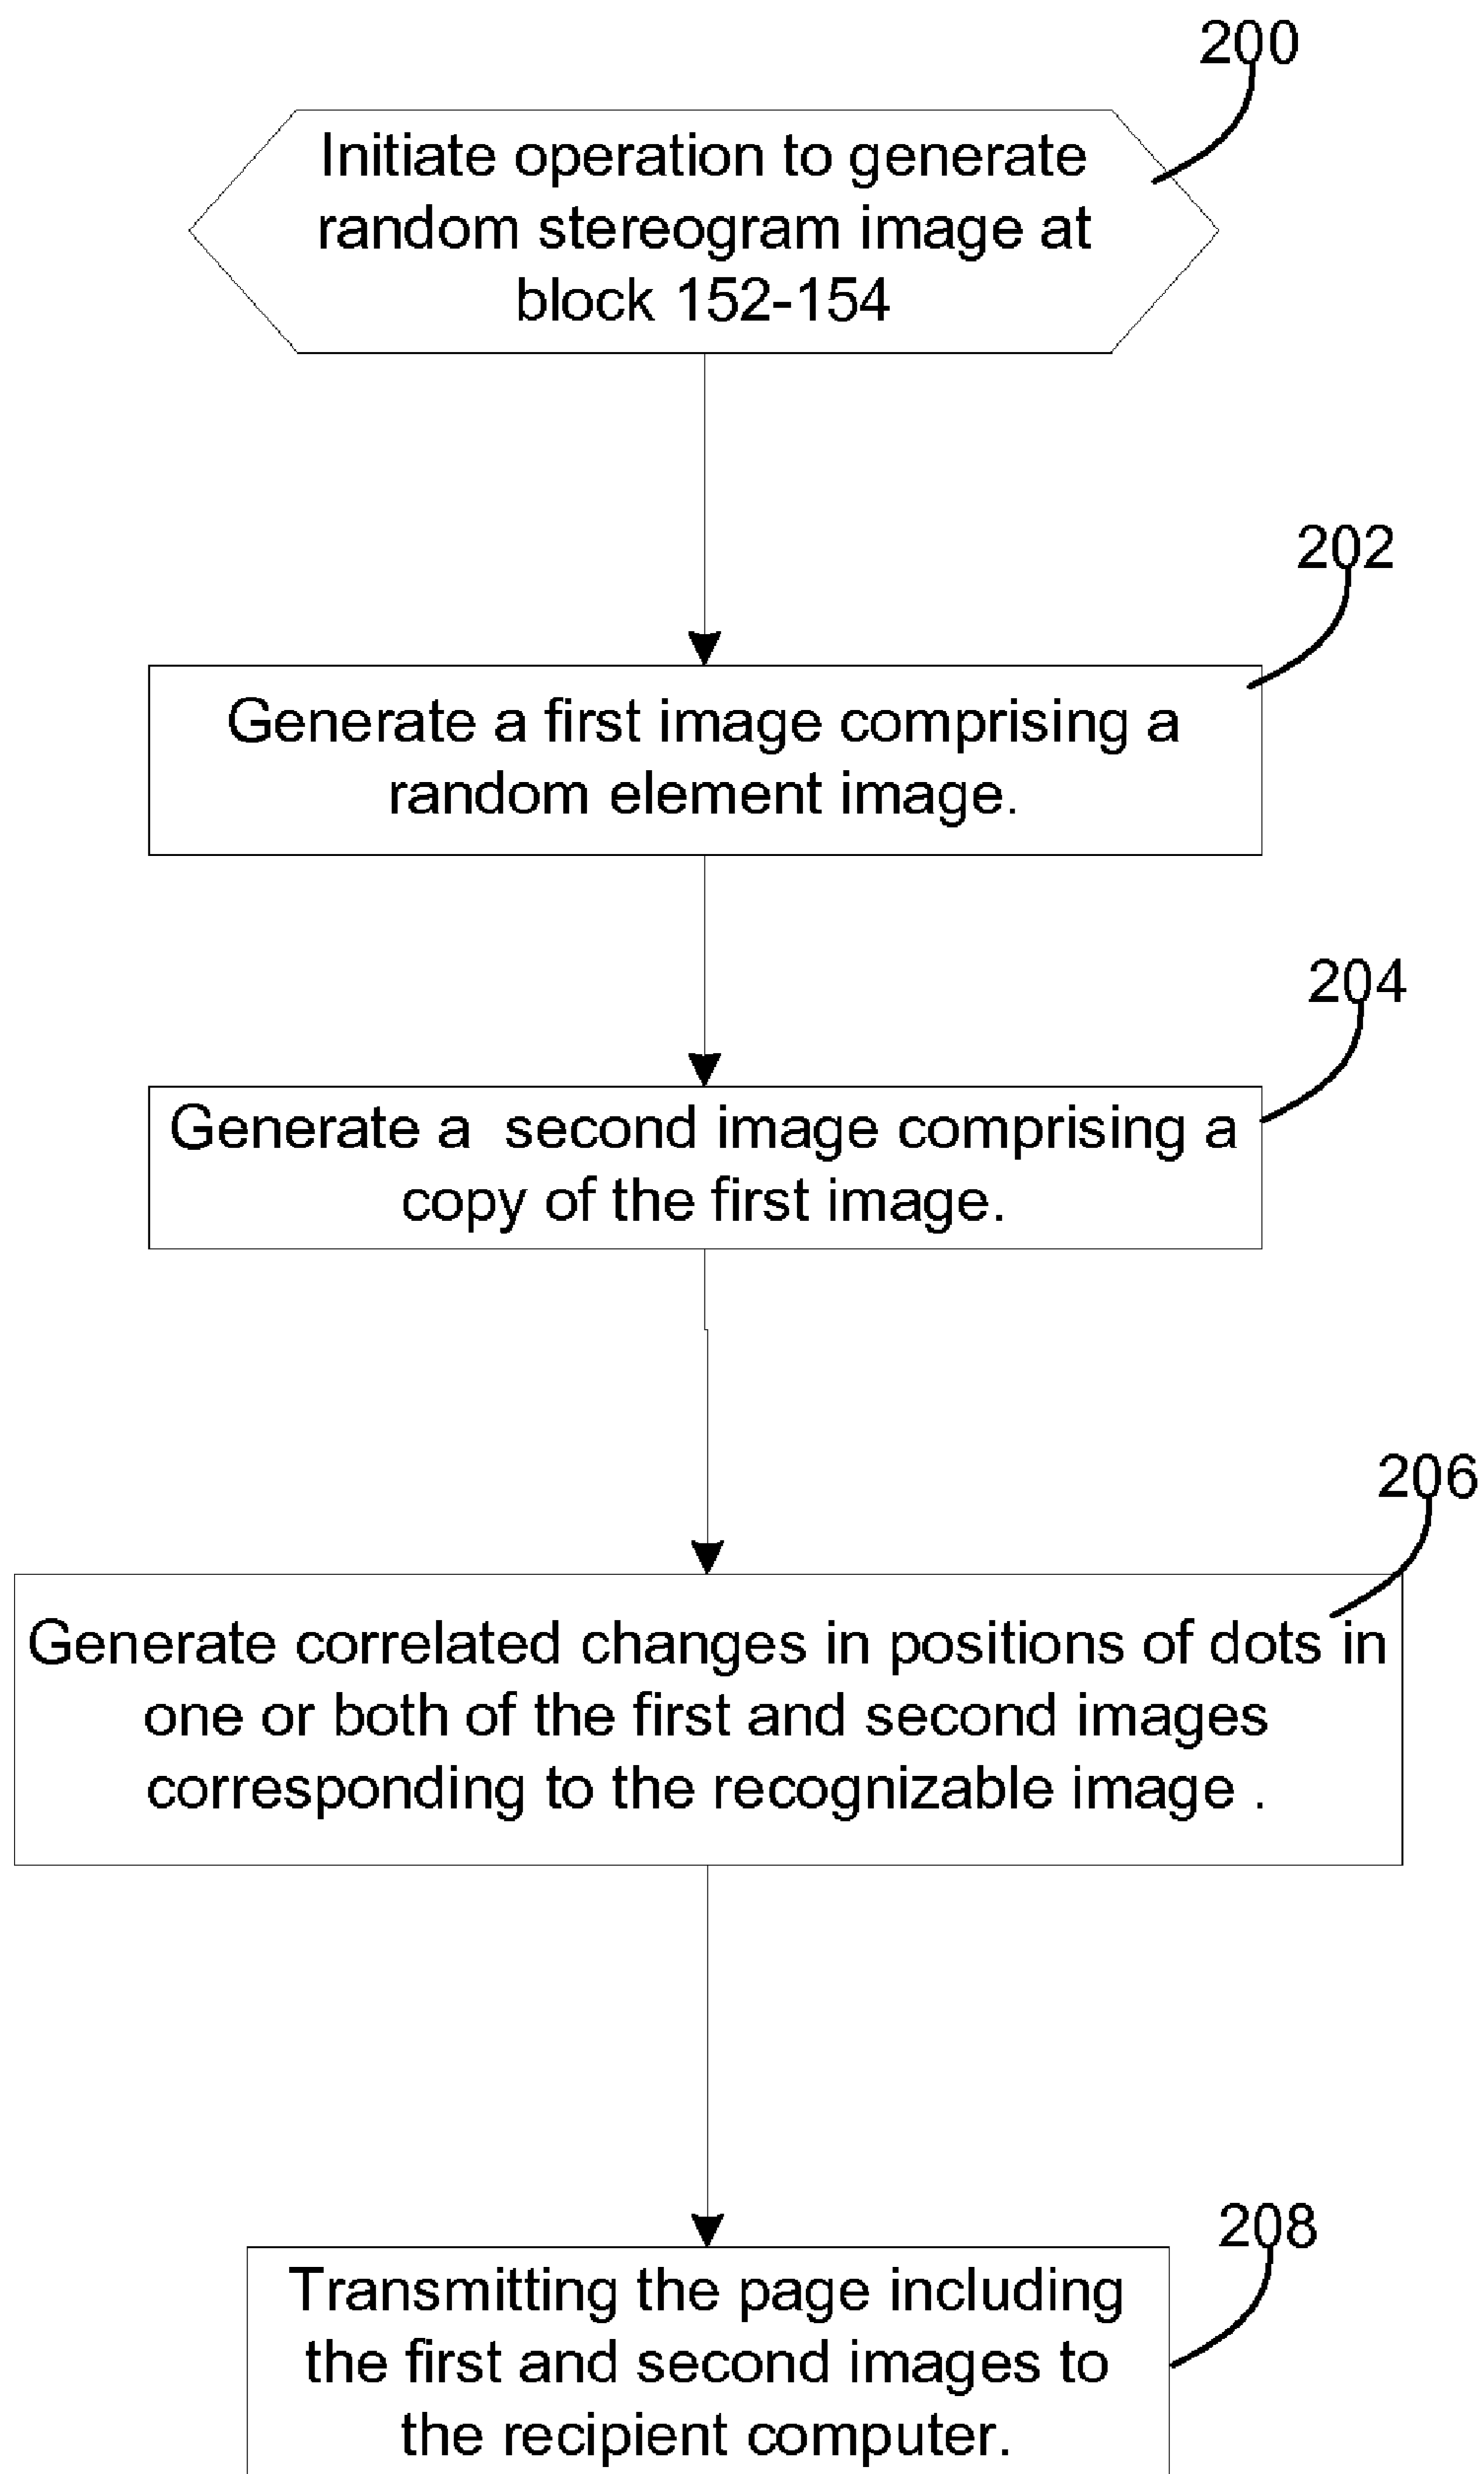 200
Initiate operation to generate
random stereogram image at
block 152-154
202
Generate a first image comprising a
random element image.
204
Generate a  second image comprising a
copy of the first image.
206
Generate correlated changes in positions of dots in
one or both of the first and second images
corresponding to the recognizable image .
208
Transmitting the page including
the first and second images to
the recipient computer.